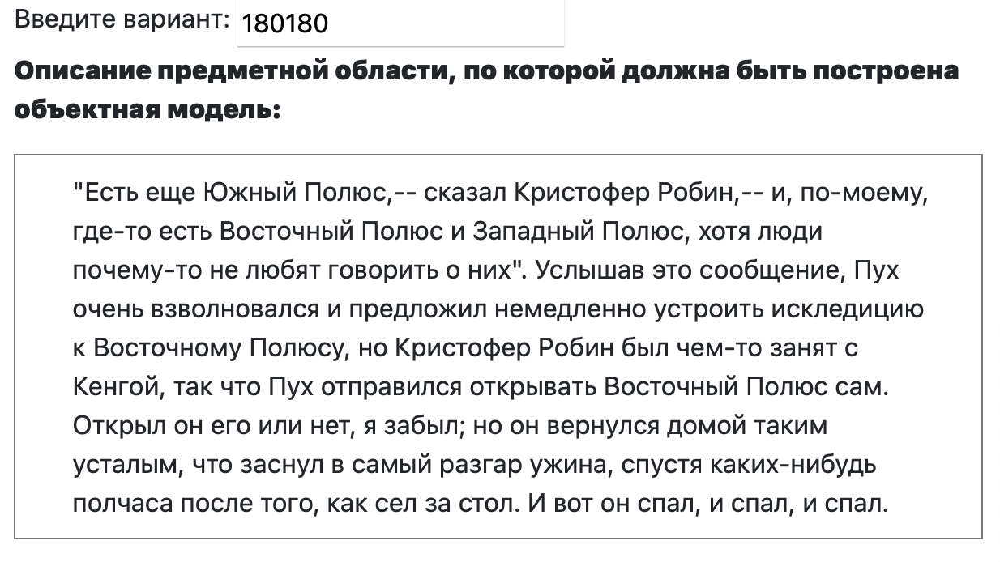 Введите вариант: 180180
Описание предметной области, по которой должна быть построена
объектная модель:
"Есть еще Южный Полюс,-- сказал Кристофер Робин,-- и, по-моему,
где-то есть Восточный Полюс и Западный Полюс, хотя люди
почему-то не любят говорить о них". Услышав это сообщение, Пух
очень взволновался и предложил немедленно устроить искледицию
к Восточному Полюсу, но Кристофер Робин был чем-то занят с
Кенгой, так что Пух отправился открывать Восточный Полюс сам.
Открыл он его или нет, я забыл; но он вернулся домой таким
усталым, что заснул в самый разгар ужина, спустя каких-нибудь
полчаса после того, как сел за стол. И вот он спал, и спал, и спал.